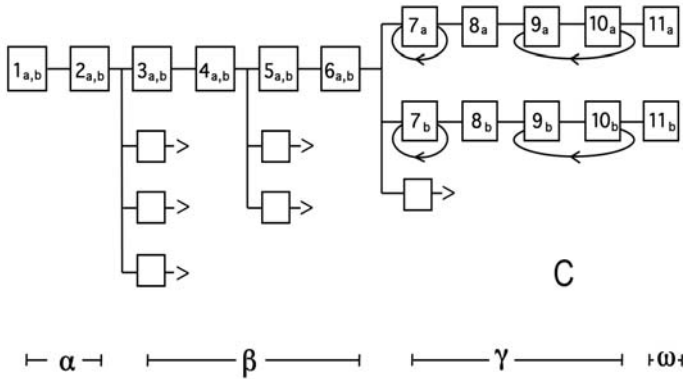 7a 8a 9a 10a 11a
1a,b 2a,b 3a,b 4a,b 5a,b 6a,b
7b 8b 9b 10b 11b
C
α β γ ω